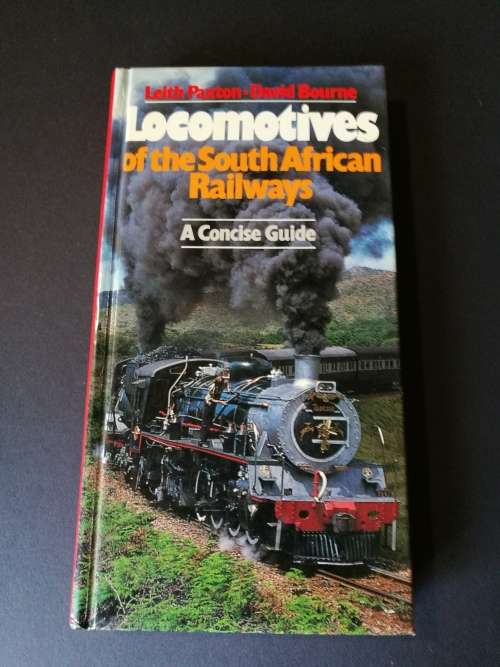 Leith Paxton · David Bourne
Locomotives
of the South African
Railways
A Concise Guide